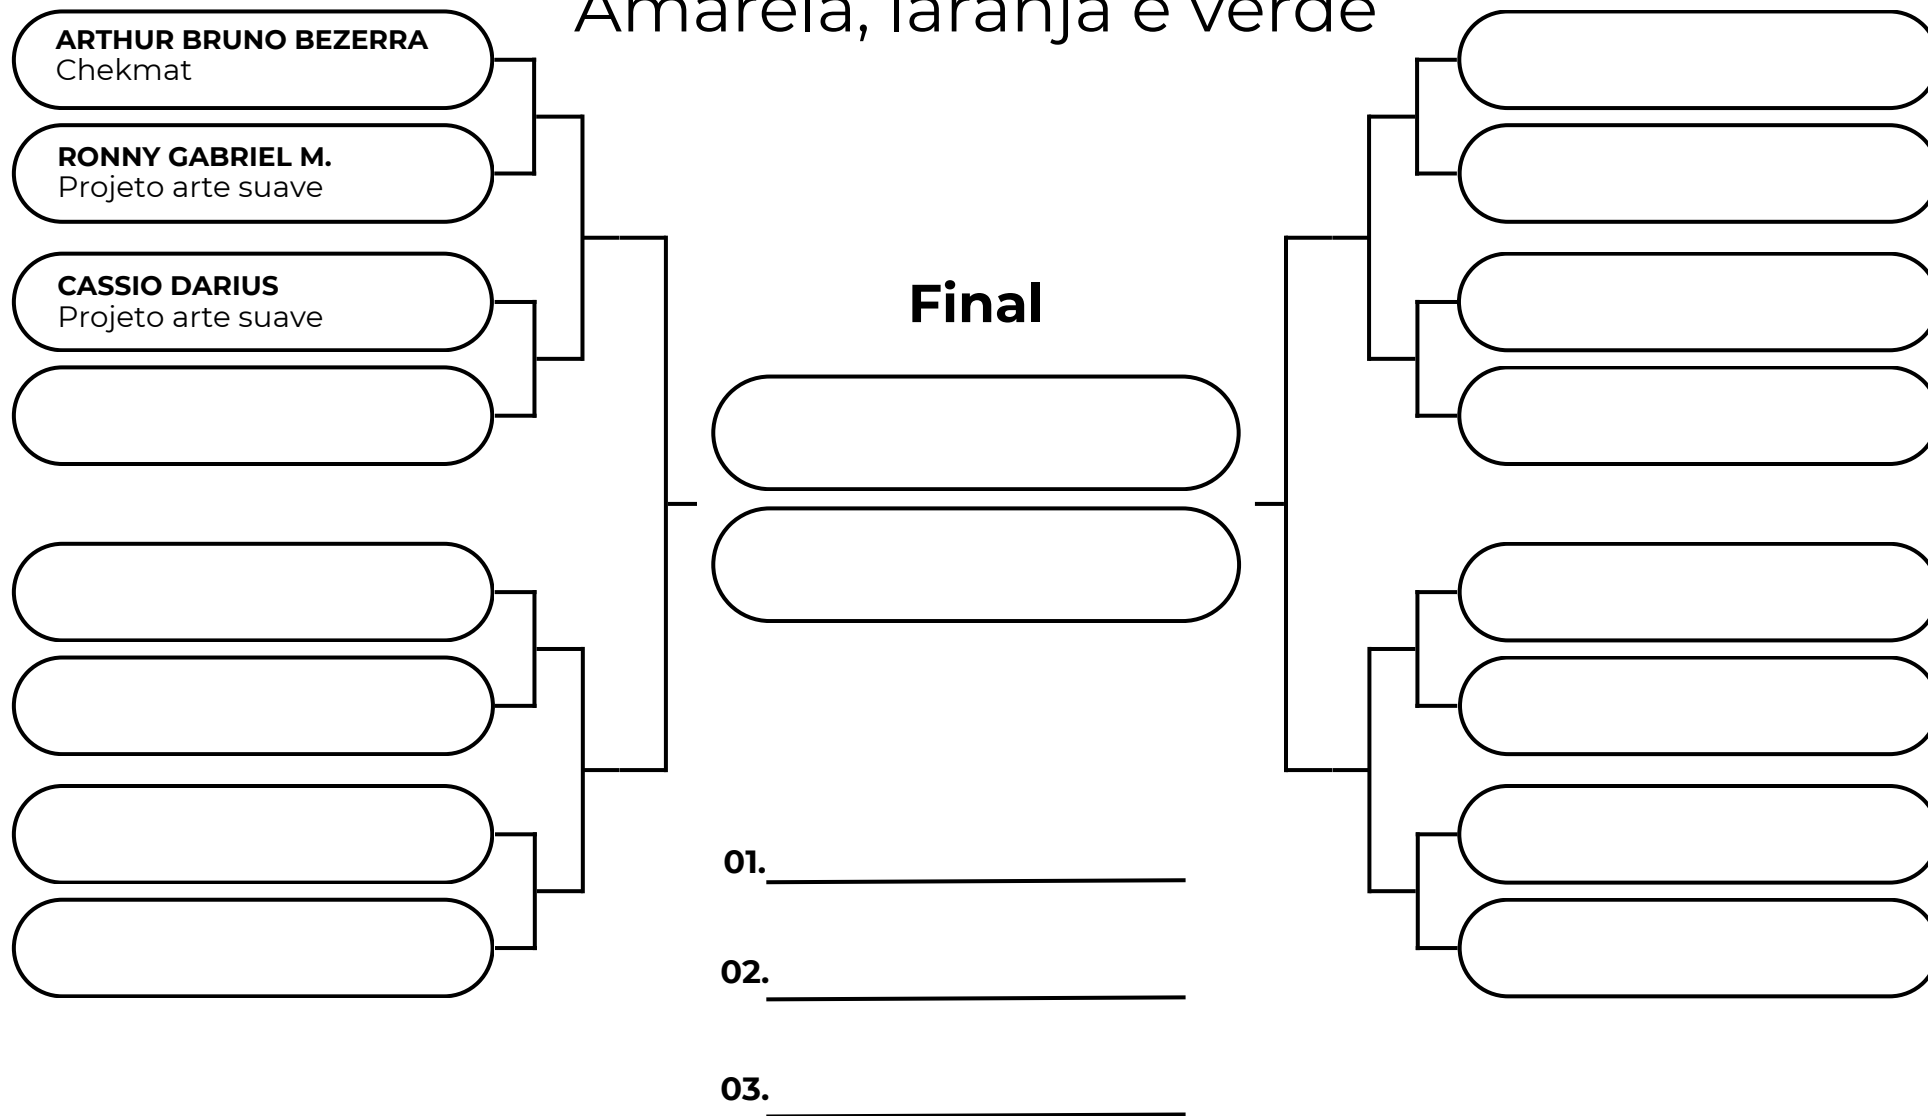 Amarela, laranja e verde
ARTHUR BRUNO BEZERRA
Chekmat
RONNY GABRIEL M.
Projeto arte suave
CASSIO DARIUS
Projeto arte suave
Final
01.
02.
03.